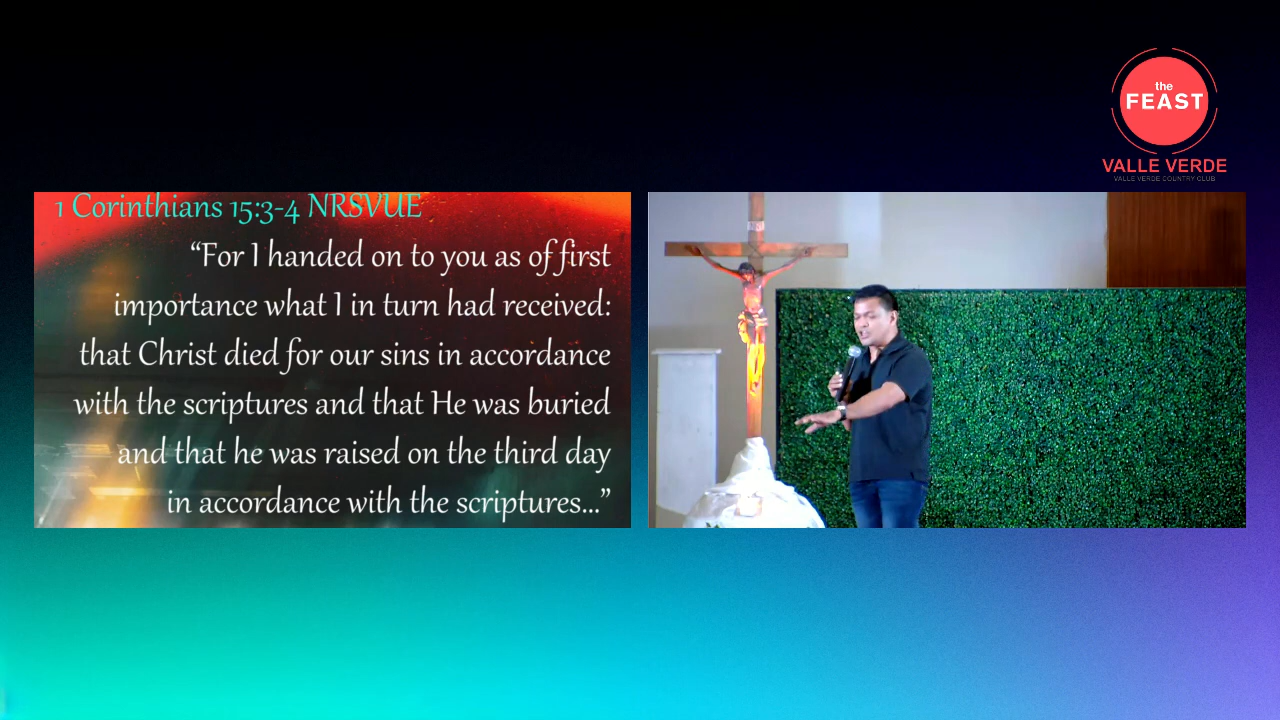 the
FEAST
VALLE VERDE
VALLE VERDE COUNTRY CLUB
1 Corinthians 15:3-4 NRSVUE
“For I handed on to you as of first
importance what I in turn had received:
that Christ died for our sins in accordance
with the scriptures and that He was buried
and that he was raised on the third day
in accordance with the scriptures...”